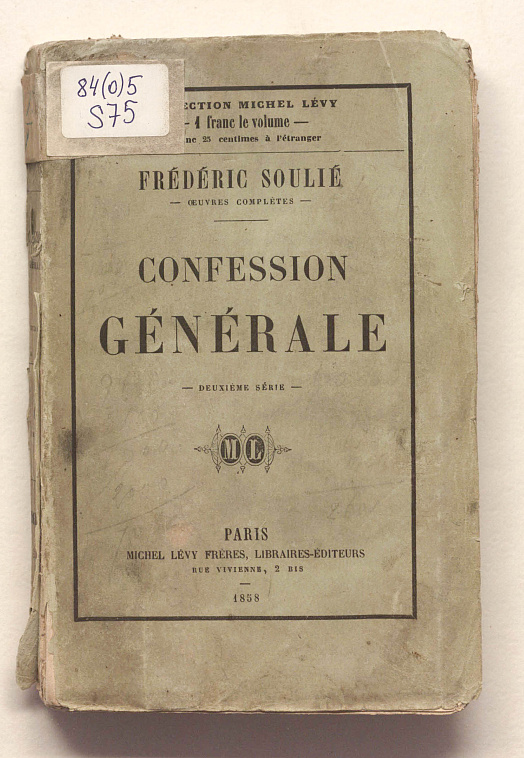 84(0)5
S75
ECTION MICHEL LÉVY
— 1 franc le volume —
nc 25 centimes à l'étranger
FRÉDÉRIC SOULIÉ
— ŒUVRES COMPLÈTES —
CONFESSION
GÉNÉRALE
— DEUXIÈME SÉRIE —
ML
PARIS
MICHEL LÉVY FRÈRES, LIBRAIRES-ÉDITEURS
RUE VIVIENNE, 2 BIS
—
1858